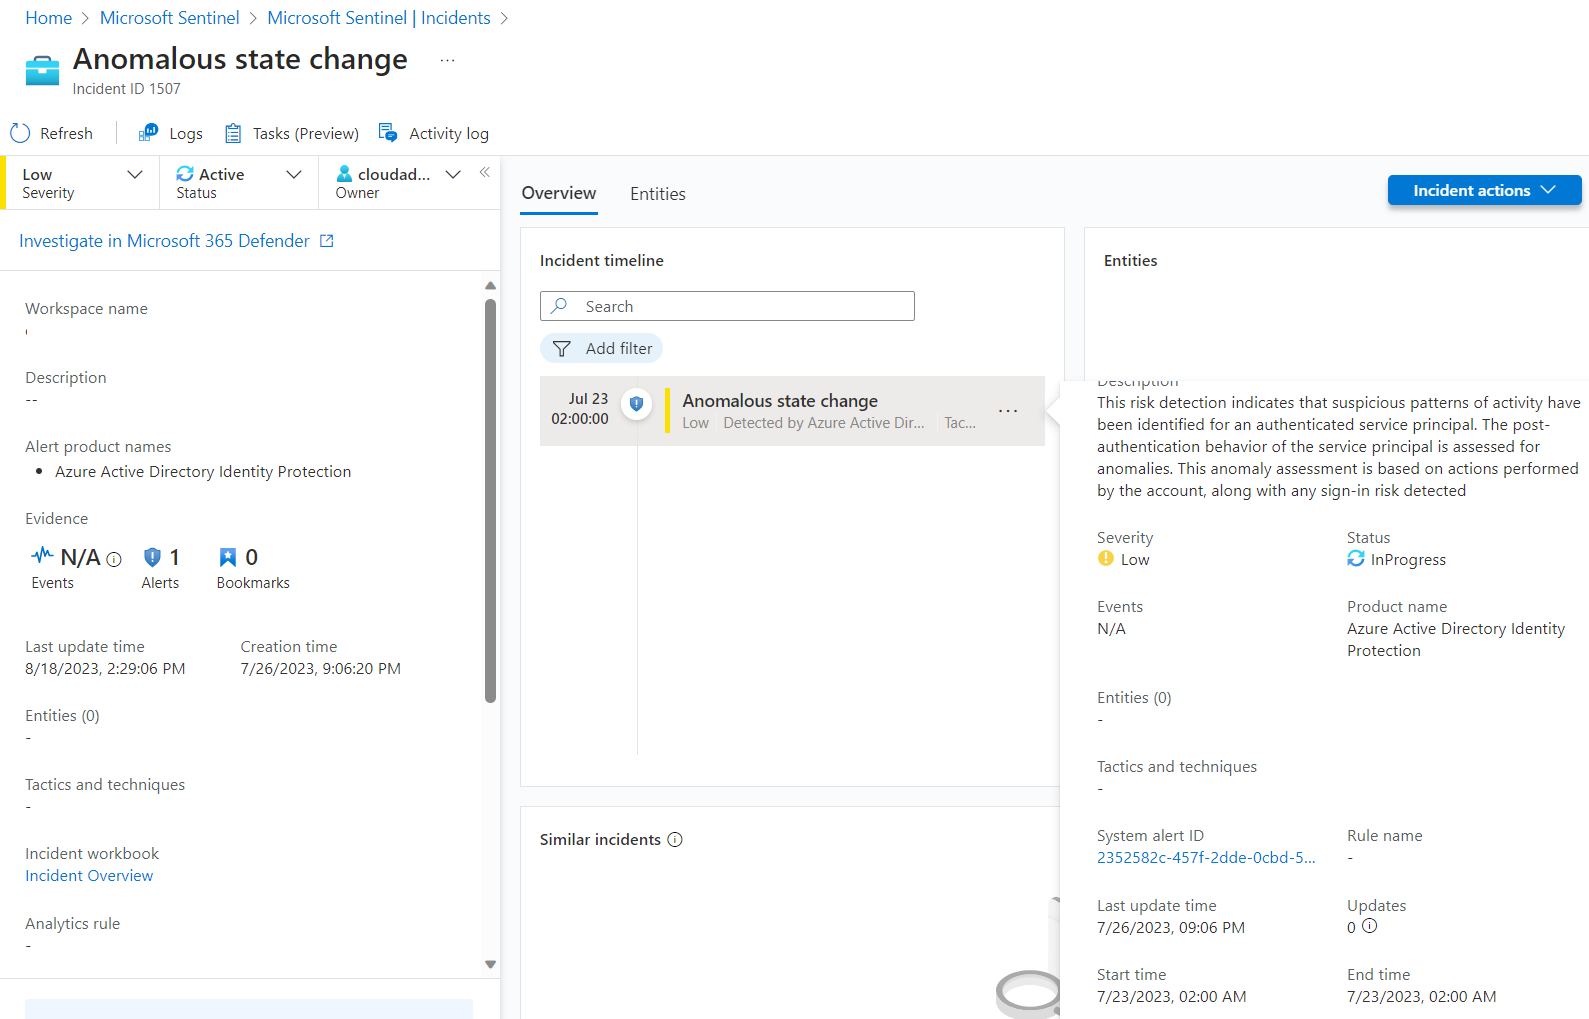 Home > Microsoft Sentinel > Microsoft Sentinel | Incidents >
Anomalous state change ...
Incident ID 1507
Refresh Logs Tasks (Preview) Activity log
Low
Severity
Active
Status
cloudad...
Owner
Investigate in Microsoft 365 Defender
Workspace name
Description
--
Alert product names
• Azure Active Directory Identity Protection
Evidence
N/A 1 0
Events Alerts Bookmarks
Last update time Creation time
8/18/2023, 2:29:06 PM 7/26/2023, 9:06:20 PM
Entities (0)
-
Tactics and techniques
-
Incident workbook
Incident Overview
Analytics rule
-
Overview Entities
Incident actions
Incident timeline
Search
Add filter
Jul 23
02:00:00
Anomalous state change
Low Detected by Azure Active Dir... Tac...
...
Similar incidents
Entities
Description
This risk detection indicates that suspicious patterns of activity have
been identified for an authenticated service principal. The post-
authentication behavior of the service principal is assessed for
anomalies. This anomaly assessment is based on actions performed
by the account, along with any sign-in risk detected
Severity Status
Low InProgress
Events Product name
N/A Azure Active Directory Identity
Protection
Entities (0)
-
Tactics and techniques
-
System alert ID Rule name
2352582c-457f-2dde-0cbd-5... -
Last update time Updates
7/26/2023, 09:06 PM 0
Start time End time
7/23/2023, 02:00 AM 7/23/2023, 02:00 AM